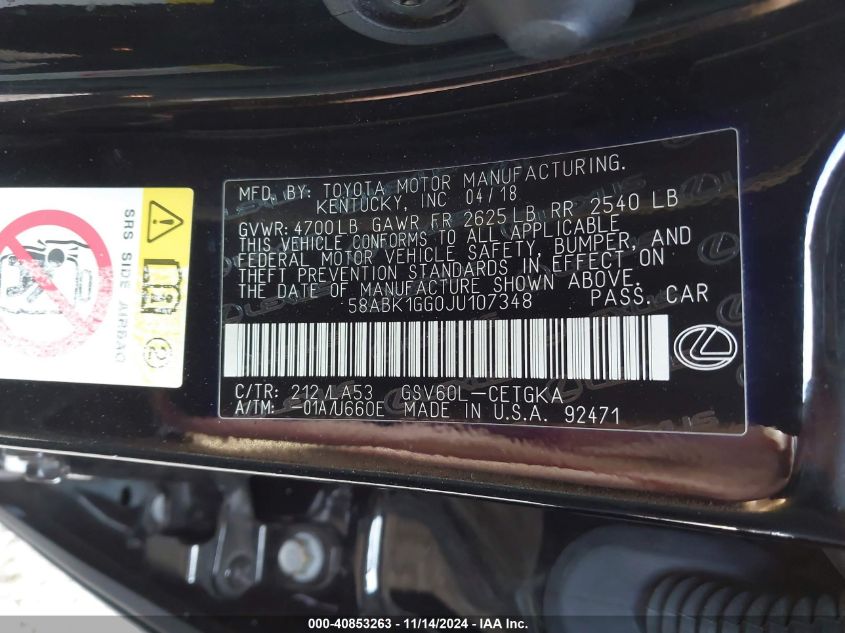 MFD. BY: TOYOTA MOTOR MANUFACTURING.
KENTUCKY, INC 04/18
GVWR: 4700LB GAWR FR 2625LB RR 2540 LB
THIS VEHICLE CONFORMS TO ALL APPLICABLE
FEDERAL MOTOR VEHICLE SAFETY, BUMPER, AND
THEFT PREVENTION STANDARDS IN EFFECT ON
THE DATE OF MANUFACTURE SHOWN ABOVE.
58ABK1GG0JU107348 PASS. CAR
C/TR: 212/LA53 GSV60L-CETGKA
A/TM: -01A/U660E MADE IN U.S.A. 92471
SRS SIDE AIRBAG
2
000-40853263 - 11/14/2024 - IAA Inc.